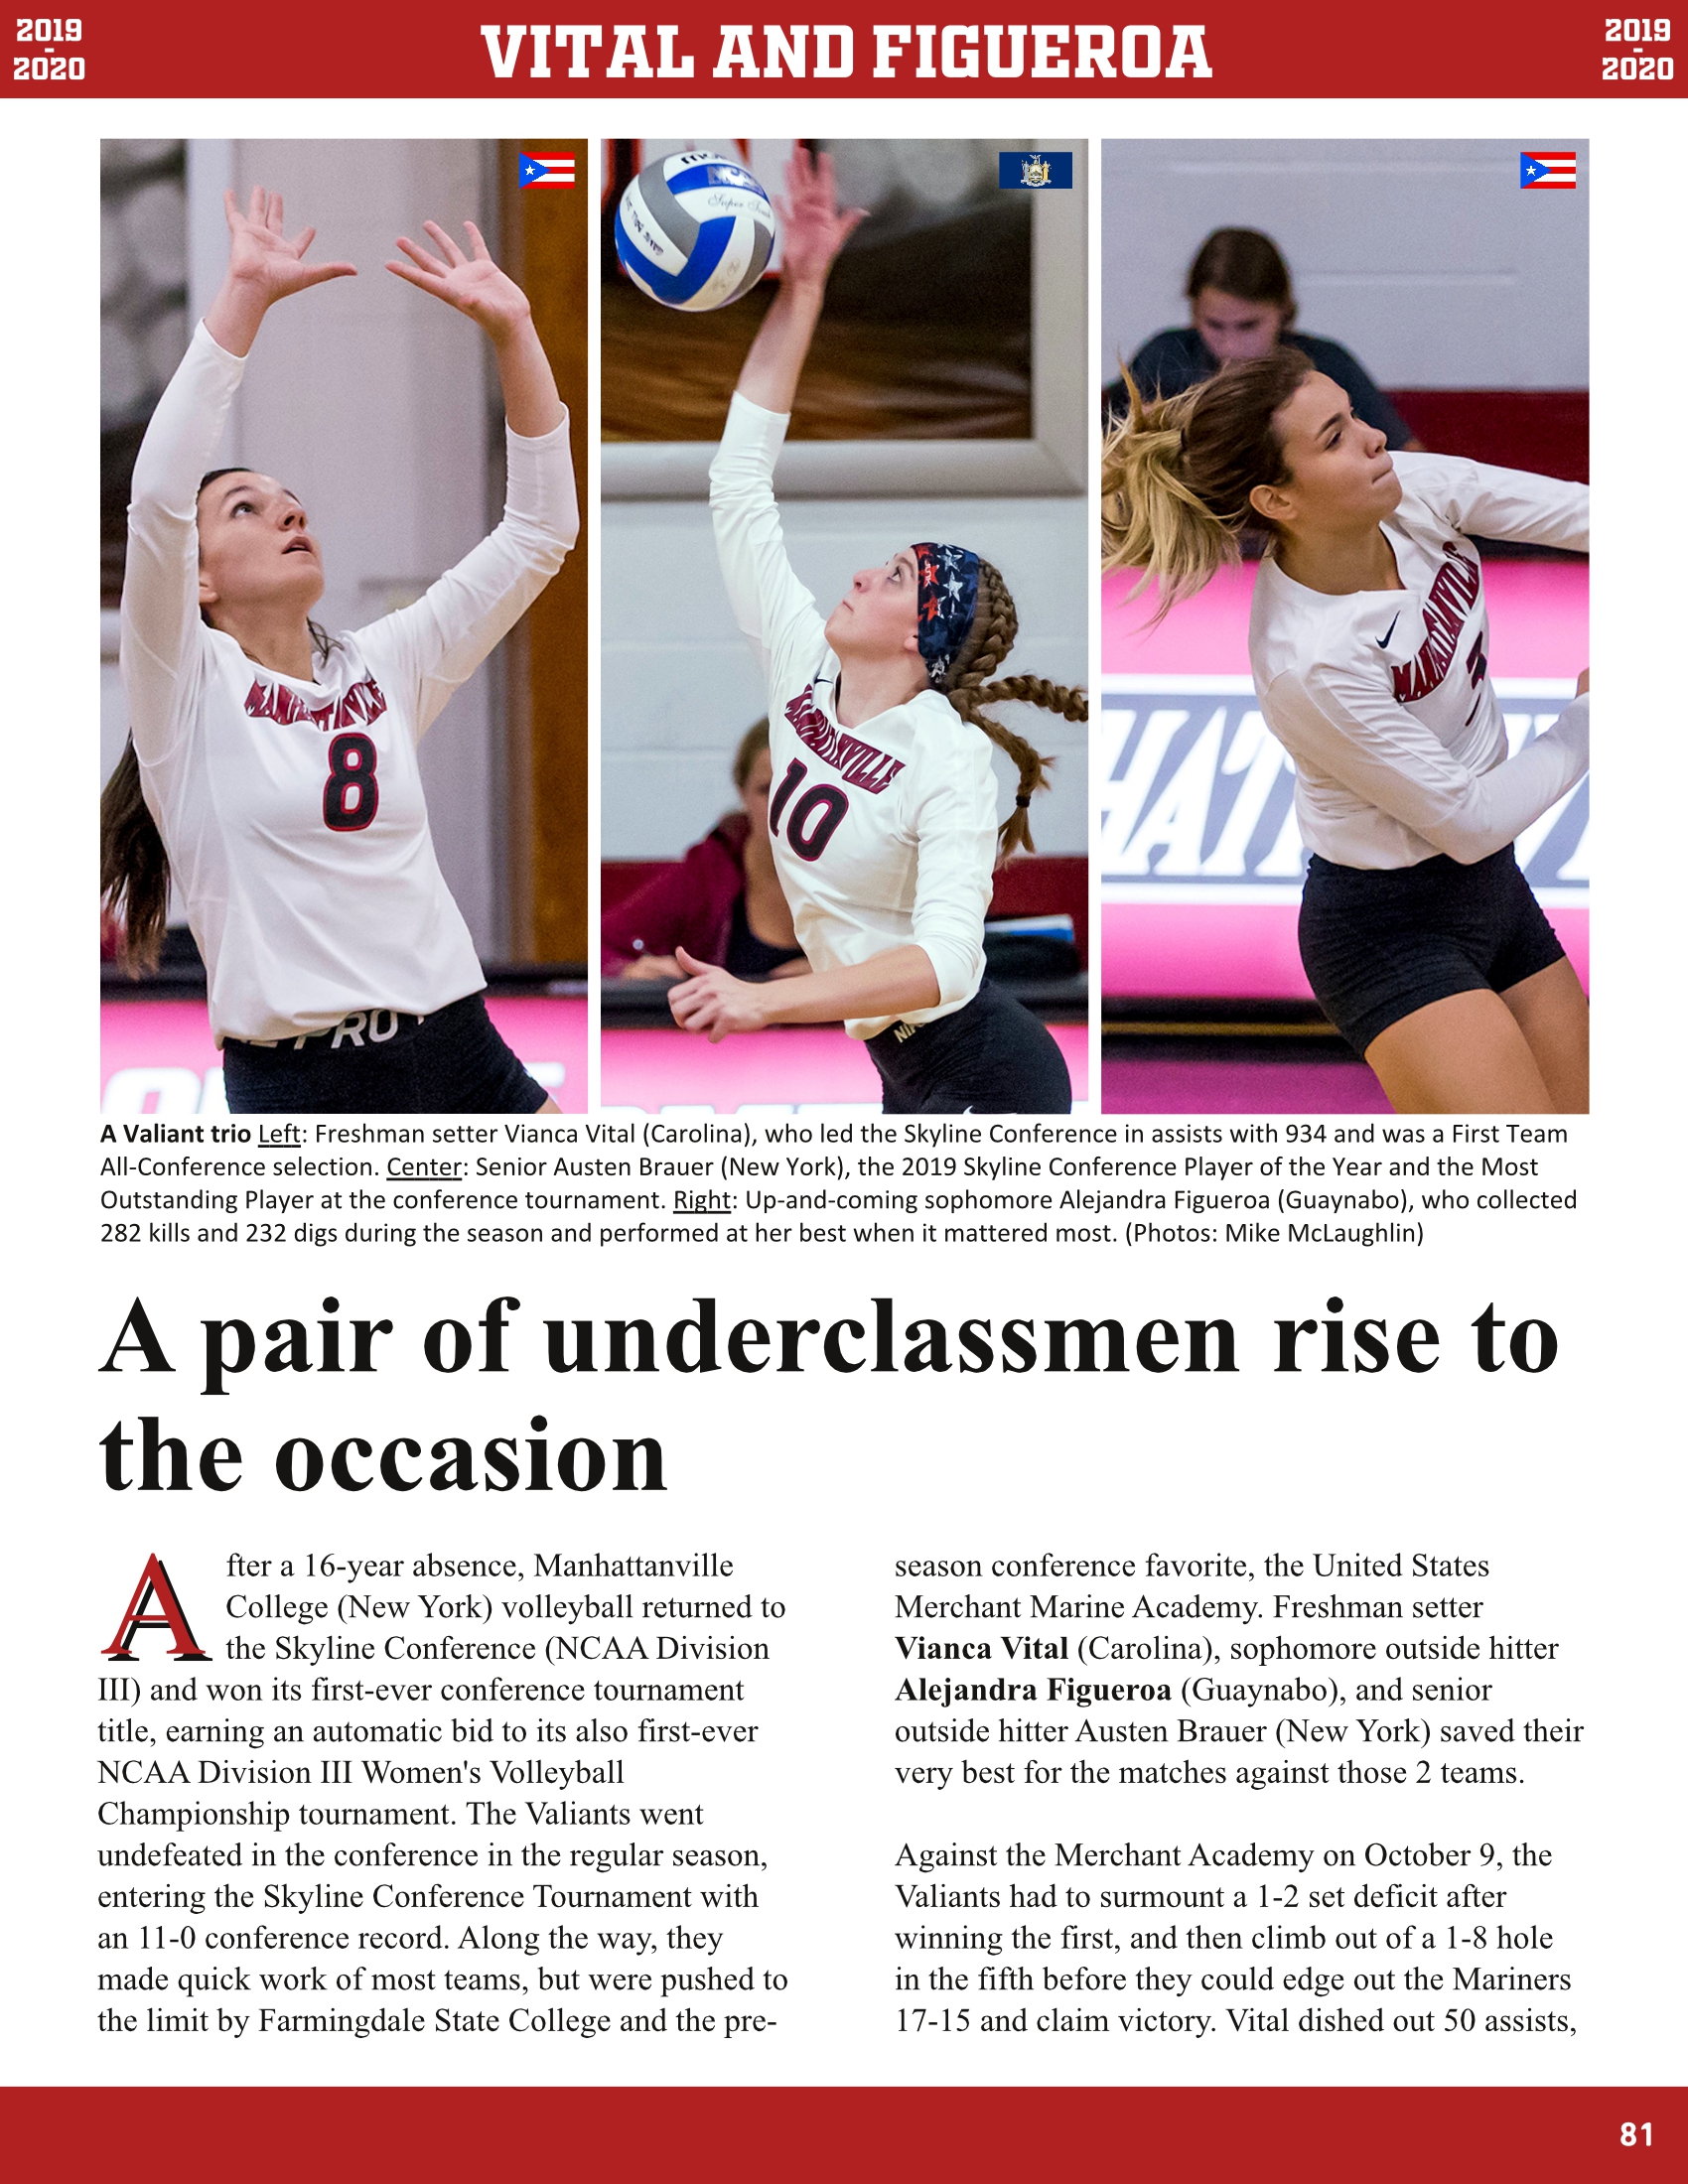 2019
-
2020
VITAL AND FIGUEROA
2019
-
2020
MANHATTANVILLE
8
PRO
MANHATTANVILLE
10
MANHATTANVILLE
A Valiant trio Left: Freshman setter Vianca Vital (Carolina), who led the Skyline Conference in assists with 934 and was a First Team
All-Conference selection. Center: Senior Austen Brauer (New York), the 2019 Skyline Conference Player of the Year and the Most
Outstanding Player at the conference tournament. Right: Up-and-coming sophomore Alejandra Figueroa (Guaynabo), who collected
282 kills and 232 digs during the season and performed at her best when it mattered most. (Photos: Mike McLaughlin)
A pair of underclassmen rise to
the occasion
After a 16-year absence, Manhattanville
College (New York) volleyball returned to
the Skyline Conference (NCAA Division
III) and won its first-ever conference tournament
title, earning an automatic bid to its also first-ever
NCAA Division III Women's Volleyball
Championship tournament. The Valiants went
undefeated in the conference in the regular season,
entering the Skyline Conference Tournament with
an 11-0 conference record. Along the way, they
made quick work of most teams, but were pushed to
the limit by Farmingdale State College and the pre-
season conference favorite, the United States
Merchant Marine Academy. Freshman setter
Vianca Vital (Carolina), sophomore outside hitter
Alejandra Figueroa (Guaynabo), and senior
outside hitter Austen Brauer (New York) saved their
very best for the matches against those 2 teams.
Against the Merchant Academy on October 9, the
Valiants had to surmount a 1-2 set deficit after
winning the first, and then climb out of a 1-8 hole
in the fifth before they could edge out the Mariners
17-15 and claim victory. Vital dished out 50 assists,
81